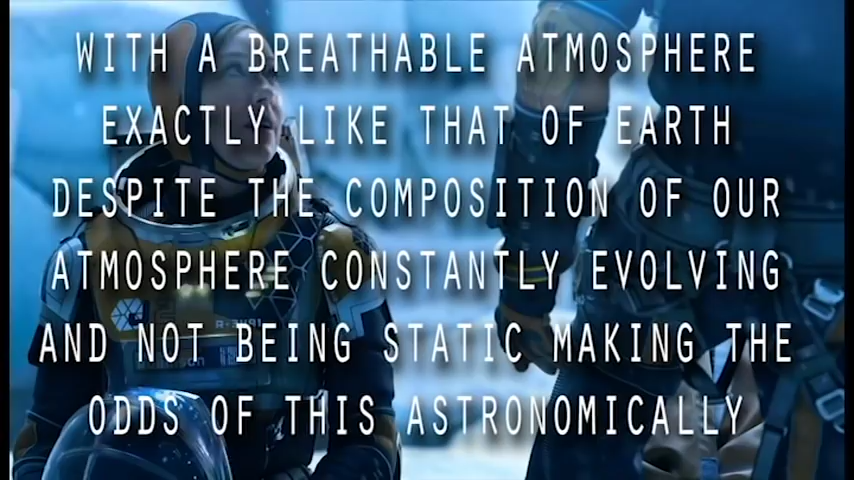 WITH A BREATHABLE ATMOSPHERE
EXACTLY LIKE THAT OF EARTH
DESPITE THE COMPOSITION OF OUR
ATMOSPHERE CONSTANTLY EVOLVING
AND NOT BEING STATIC MAKING THE
ODDS OF THIS ASTRONOMICALLY